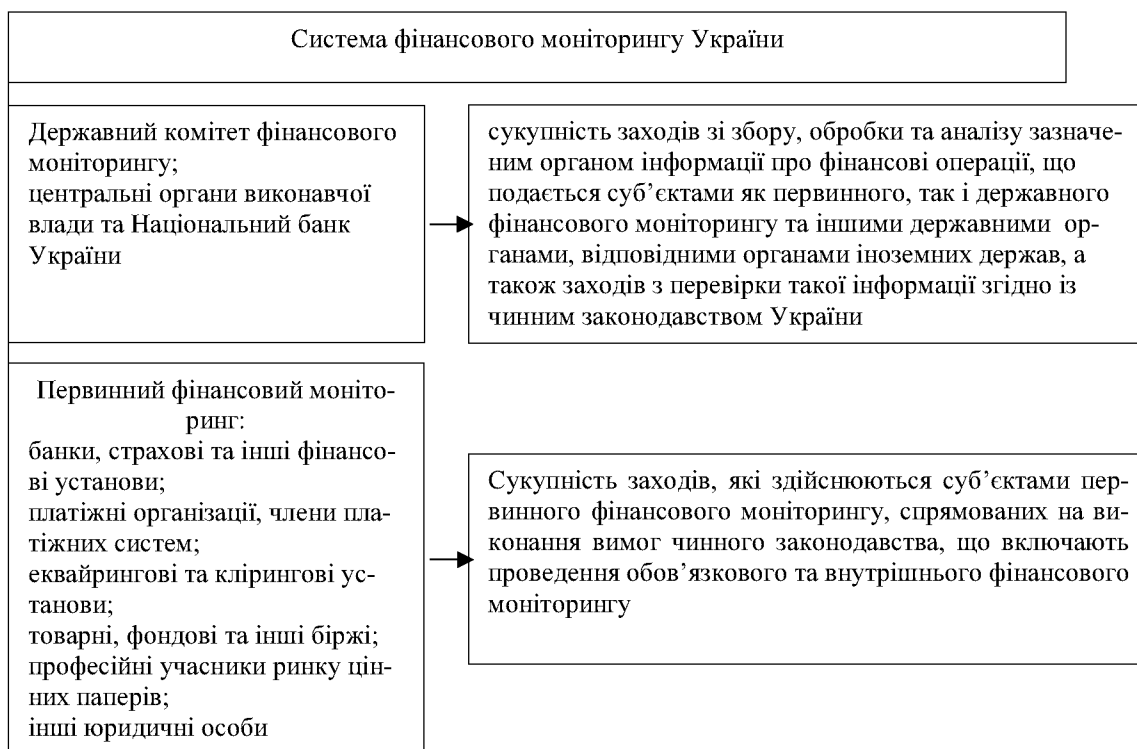 Система фінансового моніторингу України
Державний комітет фінансового
моніторингу;
центральні органи виконавчої
влади та Національний банк
України
сукупність заходів зі збору, обробки та аналізу зазначе-
ним органом інформації про фінансові операції, що
подається суб’єктами як первинного, так і державного
фінансового моніторингу та іншими державними ор-
ганами, відповідними органами іноземних держав, а
також заходів з перевірки такої інформації згідно із
чинним законодавством України
Первинний фінансовий моніто-
ринг:
банки, страхові та інші фінансо-
ві установи;
платіжні організації, члени пла-
тіжних систем;
еквайрингові та клірингові ус-
танови;
товарні, фондові та інші біржі;
професійні учасники ринку цін-
них паперів;
інші юридичні особи
Сукупність заходів, які здійснюються суб’єктами пер-
винного фінансового моніторингу, спрямованих на ви-
конання вимог чинного законодавства, що включають
проведення обов’язкового та внутрішнього фінансового
моніторингу